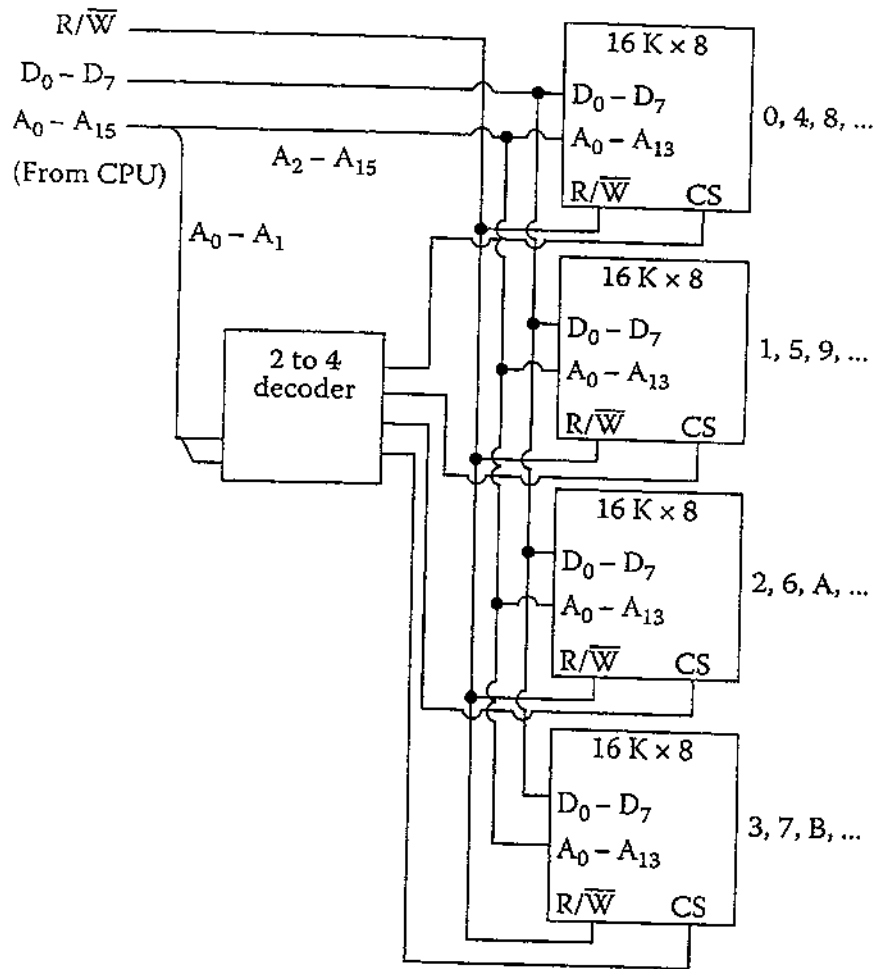 R/W̅
D₀ – D₇
A₀ – A₁₅
(From CPU)
A₂ – A₁₅
A₀ – A₁
2 to 4
decoder
16 K × 8
D₀ – D₇
A₀ – A₁₃
R/W̅ CS
0, 4, 8, ...
16 K × 8
D₀ – D₇
A₀ – A₁₃
R/W̅ CS
1, 5, 9, ...
16 K × 8
D₀ – D₇
A₀ – A₁₃
R/W̅ CS
2, 6, A, ...
16 K × 8
D₀ – D₇
A₀ – A₁₃
R/W̅ CS
3, 7, B, ...